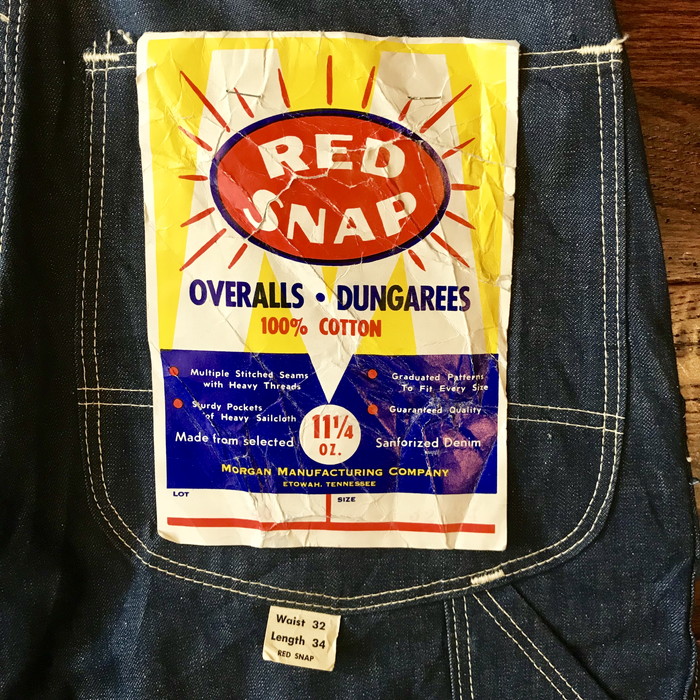 RED
SNAP
OVERALLS • DUNGAREES
100% COTTON
Multiple Stitched Seams
with Heavy Threads
Sturdy Pockets
of Heavy Sailcloth
Graduated Patterns
To Fit Every Size
Guaranteed Quality
Made from selected
11¼
OZ.
Sanforized Denim
MORGAN MANUFACTURING COMPANY
ETOWAH, TENNESSEE
LOT
SIZE
Waist 32
Length 34
RED SNAP